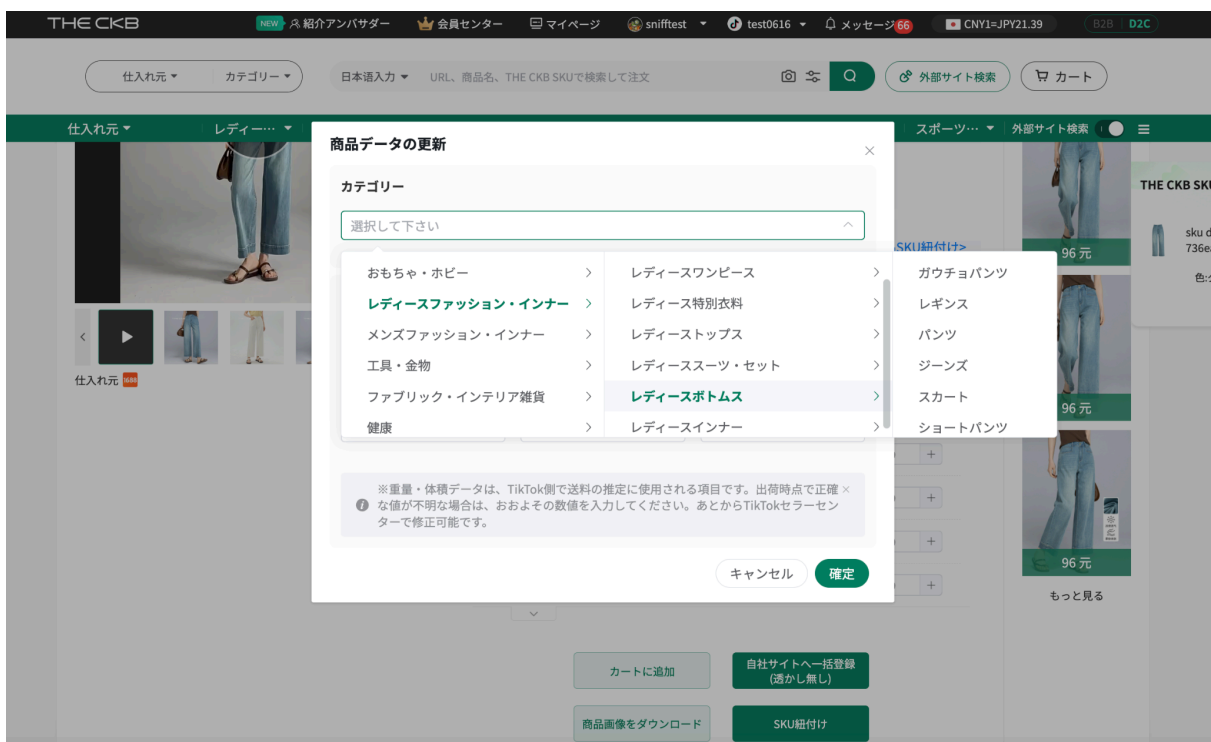 THE CKB
NEW 紹介アンバサダー 会員センター マイページ snifftest test0616 メッセージ 66 CNY1=JPY21.39 B2B D2C
仕入れ元 カテゴリー 日本語入力 URL、商品名、THE CKB SKUで検索して注文 外部サイト検索 カート
仕入れ元 レディー… スポーツ… 外部サイト検索
商品データの更新
カテゴリー
THE CKB SK
選択して下さい
sku d
SKU紐付け>
736e
96 元
色:
おもちゃ・ホビー レディースワンピース ガウチョパンツ
レディースファッション・インナー レディース特別衣料 レギンス
メンズファッション・インナー レディーストップス パンツ
工具・金物 レディーススーツ・セット ジーンズ
仕入れ元 1688
ファブリック・インテリア雑貨 レディースボトムス スカート
96 元
健康 レディースインナー ショートパンツ
※重量・体積データは、TikTok側で送料の推定に使用される項目です。出荷時点で正確
な値が不明な場合は、おおよその数値を入力してください。あとからTikTokセラーセン
ターで修正可能です。
96 元
キャンセル 確定
もっと見る
カートに追加 自社サイトへ一括登録
(透かし無し)
商品画像をダウンロード SKU紐付け